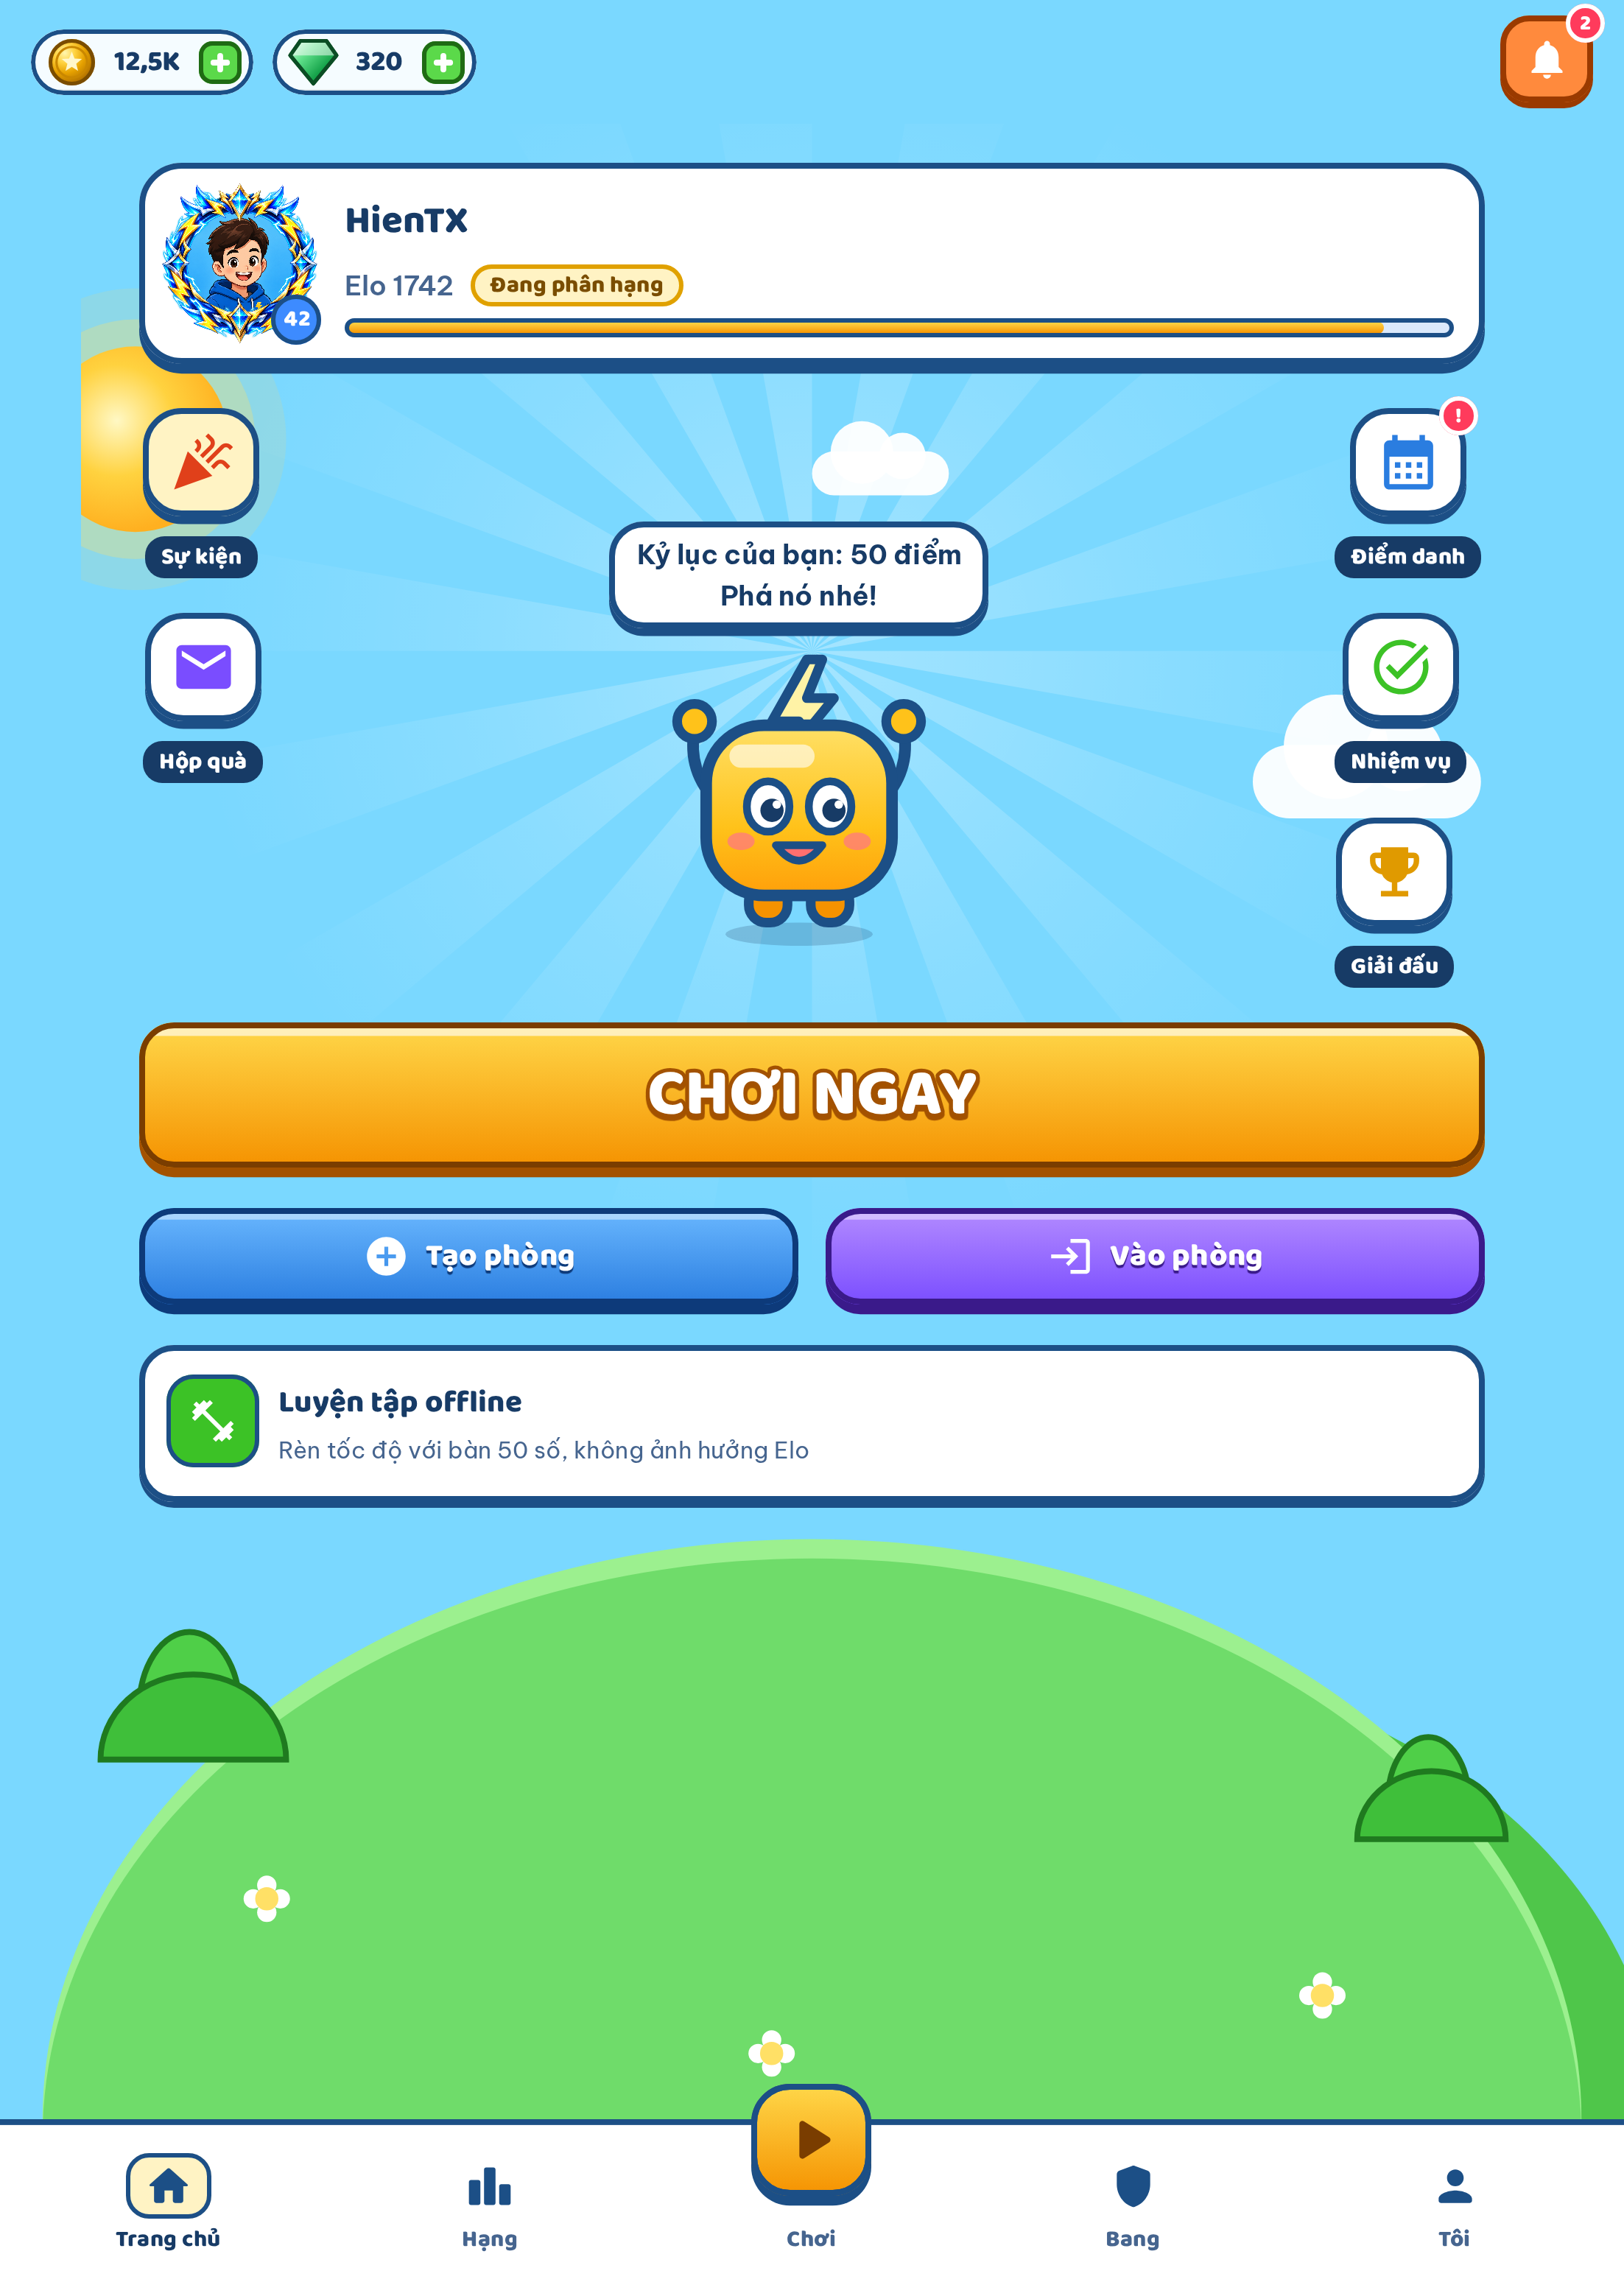 12,5K
320
2
HienTX
Elo 1742
Đang phân hạng
42
!
Sự kiện
Điểm danh
Kỷ lục của bạn: 50 điểm
Phá nó nhé!
Hộp quà
Nhiệm vụ
Giải đấu
CHƠI NGAY
Tạo phòng
Vào phòng
Luyện tập offline
Rèn tốc độ với bàn 50 số, không ảnh hưởng Elo
Trang chủ
Hạng
Chơi
Bang
Tôi